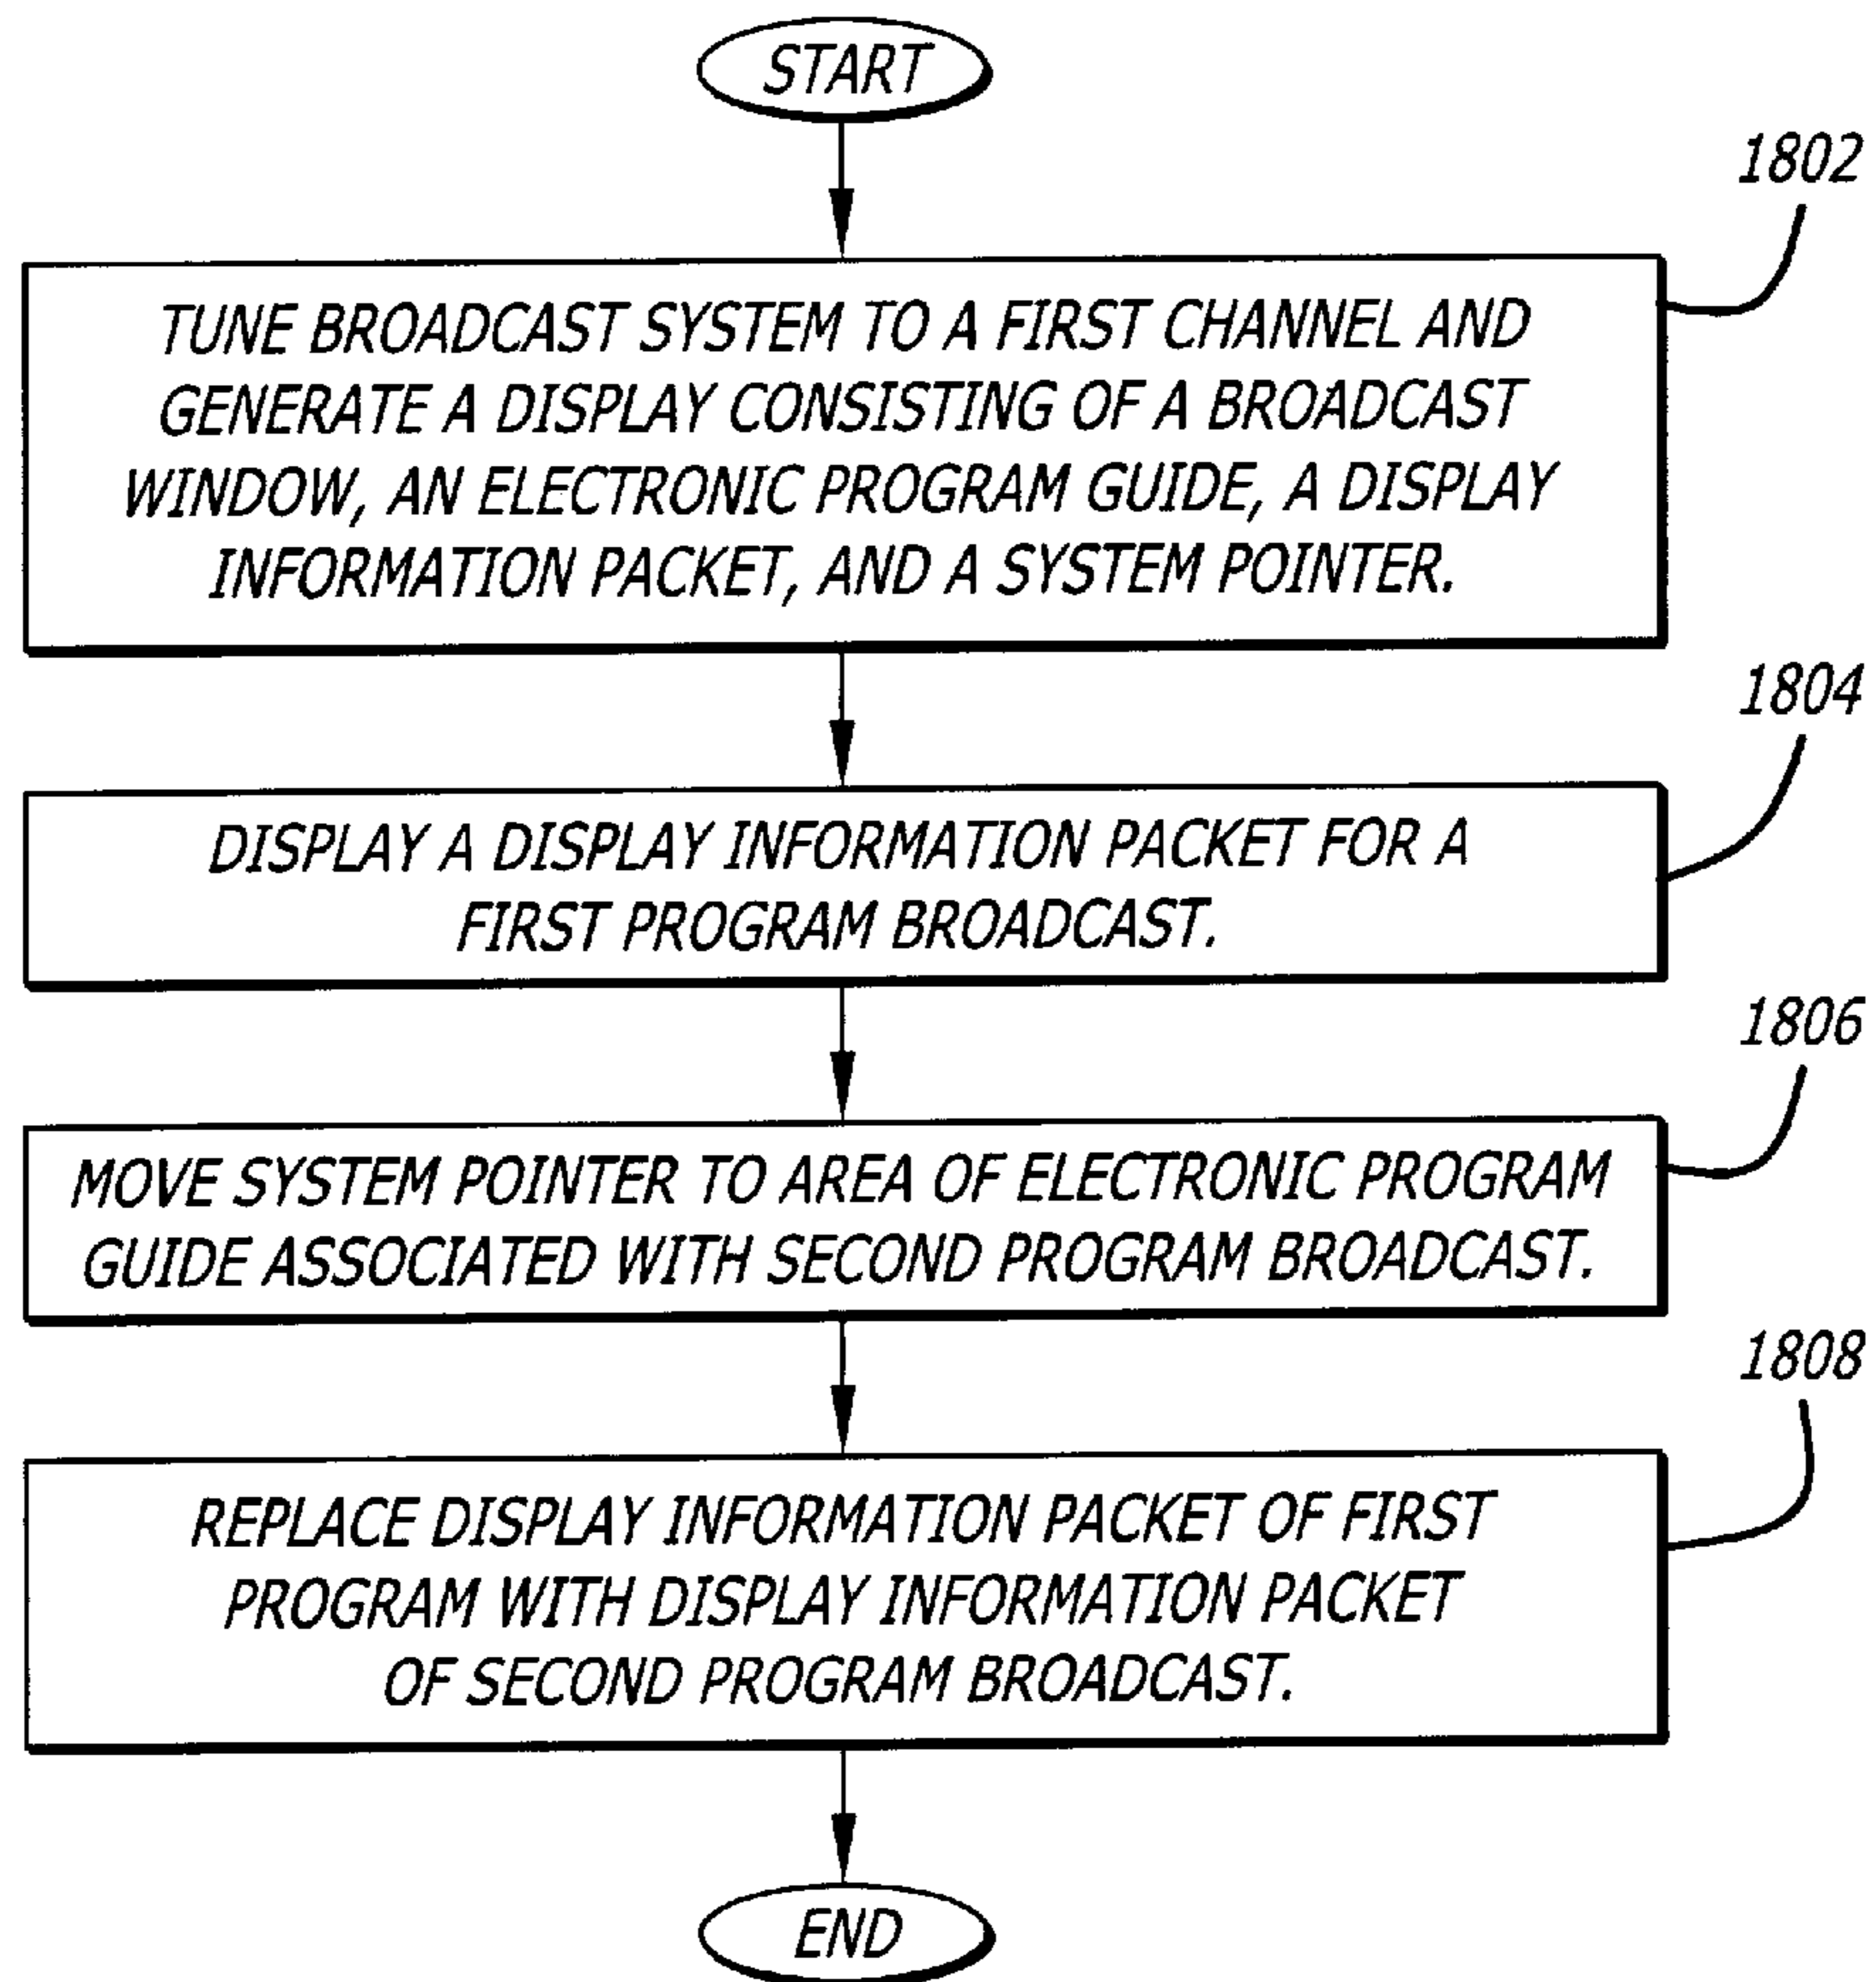 START
1802
TUNE BROADCAST SYSTEM TO A FIRST CHANNEL AND
GENERATE A DISPLAY CONSISTING OF A BROADCAST
WINDOW, AN ELECTRONIC PROGRAM GUIDE, A DISPLAY
INFORMATION PACKET, AND A SYSTEM POINTER.
1804
DISPLAY A DISPLAY INFORMATION PACKET FOR A
FIRST PROGRAM BROADCAST.
1806
MOVE SYSTEM POINTER TO AREA OF ELECTRONIC PROGRAM
GUIDE ASSOCIATED WITH SECOND PROGRAM BROADCAST.
1808
REPLACE DISPLAY INFORMATION PACKET OF FIRST
PROGRAM WITH DISPLAY INFORMATION PACKET
OF SECOND PROGRAM BROADCAST.
END